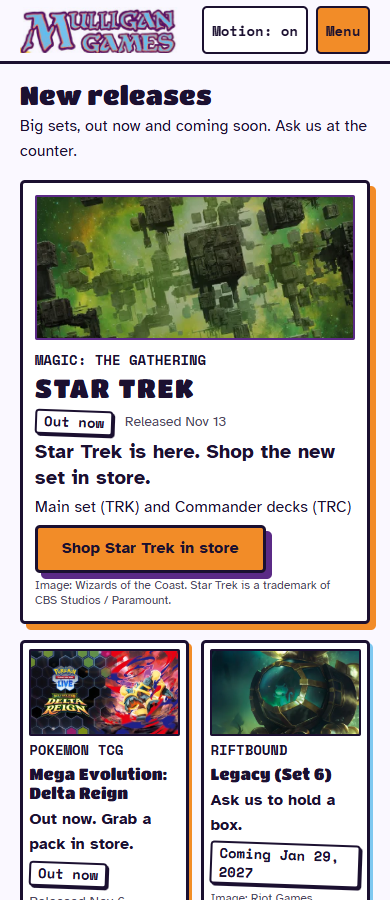 MULLIGAN
GAMES
Motion: on
Menu
New releases
Big sets, out now and coming soon. Ask us at the
counter.
MAGIC: THE GATHERING
STAR TREK
Out now
Released Nov 13
Star Trek is here. Shop the new
set in store.
Main set (TRK) and Commander decks (TRC)
Shop Star Trek in store
Image: Wizards of the Coast. Star Trek is a trademark of
CBS Studios / Paramount.
POKÉMON
LIVE
DELTA
REIGN
POKEMON TCG
Mega Evolution:
Delta Reign
Out now. Grab a
pack in store.
Out now
RIFTBOUND
Legacy (Set 6)
Ask us to hold a
box.
Coming Jan 29,
2027
Image: Riot Games